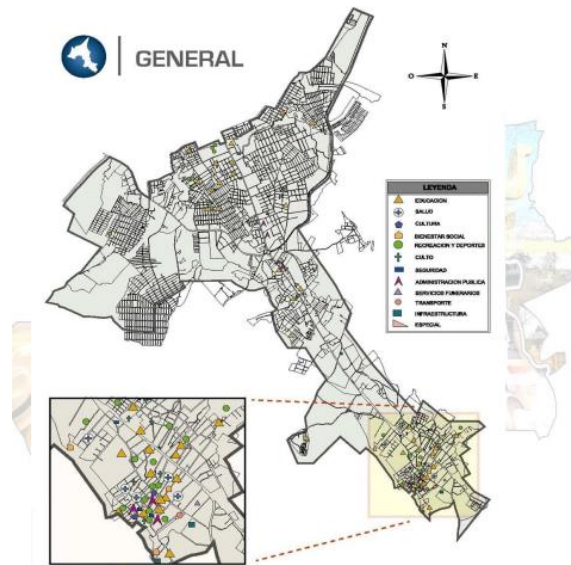 GENERAL
N
O
E
S
LEYENDA
EDUCACION
SALUD
CULTURA
BIENESTAR SOCIAL
RECREACION Y DEPORTES
CULTO
SEGURIDAD
ADMINISTRACION PUBLICA
SERVICIOS FUNERARIOS
TRANSPORTE
INFRAESTRUCTURA
ESPECIAL